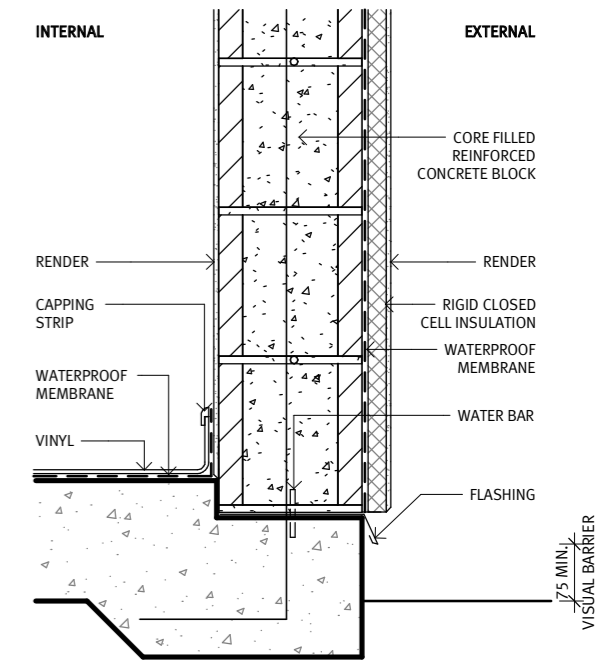 INTERNAL
EXTERNAL
CORE FILLED
REINFORCED
CONCRETE BLOCK
RENDER
RENDER
CAPPING
STRIP
RIGID CLOSED
CELL INSULATION
WATERPROOF
MEMBRANE
WATERPROOF
MEMBRANE
WATER BAR
VINYL
FLASHING
75 MIN.
VISUAL BARRIER